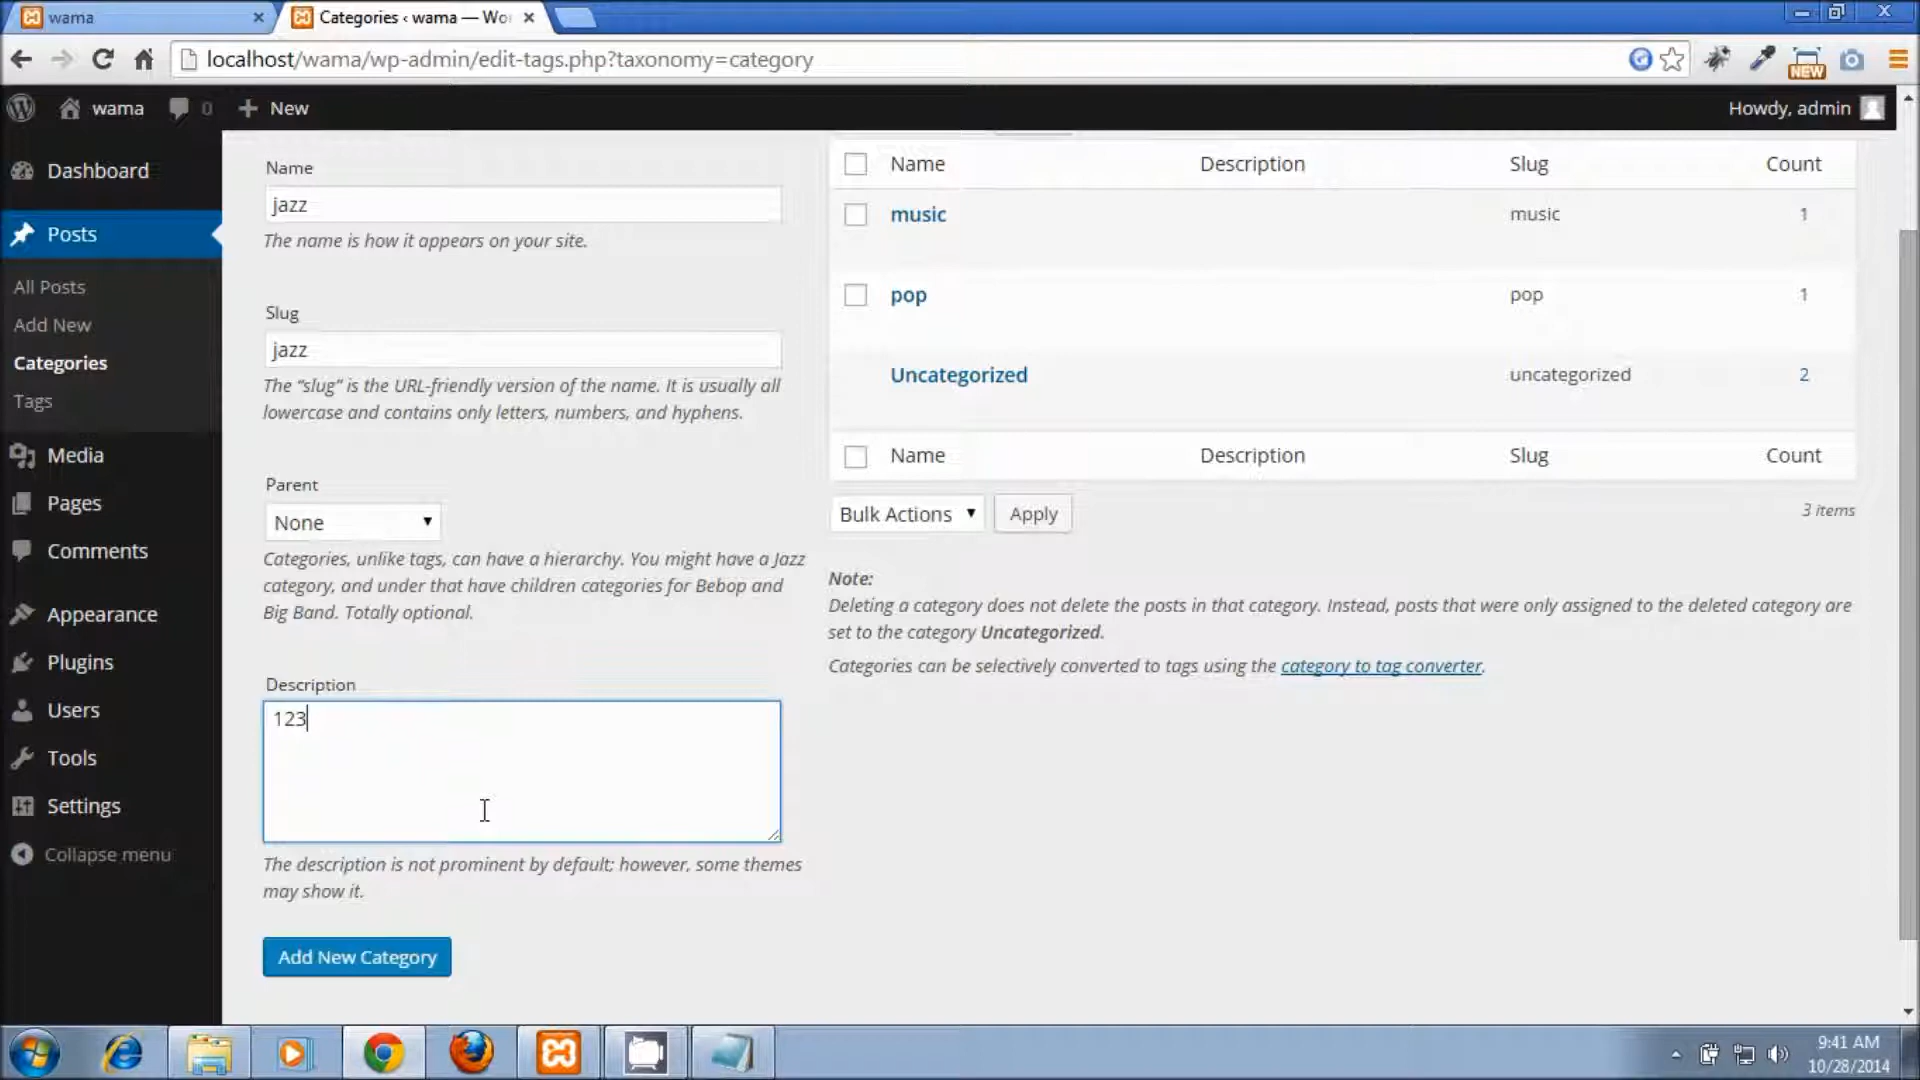 wama
Categories ‹ wama — Wo
localhost/wama/wp-admin/edit-tags.php?taxonomy=category
NEW
wama
0
New
Howdy, admin
Dashboard
Posts
All Posts
Add New
Categories
Tags
Media
Pages
Comments
Appearance
Plugins
Users
Tools
Settings
Collapse menu
Name
jazz
The name is how it appears on your site.
Slug
jazz
The “slug” is the URL-friendly version of the name. It is usually all
lowercase and contains only letters, numbers, and hyphens.
Parent
None
Categories, unlike tags, can have a hierarchy. You might have a Jazz
category, and under that have children categories for Bebop and
Big Band. Totally optional.
Description
123
The description is not prominent by default; however, some themes
may show it.
Add New Category
Name Description Slug Count
music music 1
pop pop 1
Uncategorized uncategorized 2
Name Description Slug Count
Bulk Actions Apply 3 items
Note:
Deleting a category does not delete the posts in that category. Instead, posts that were only assigned to the deleted category are
set to the category Uncategorized.
Categories can be selectively converted to tags using the category to tag converter.
9:41 AM
10/28/2014